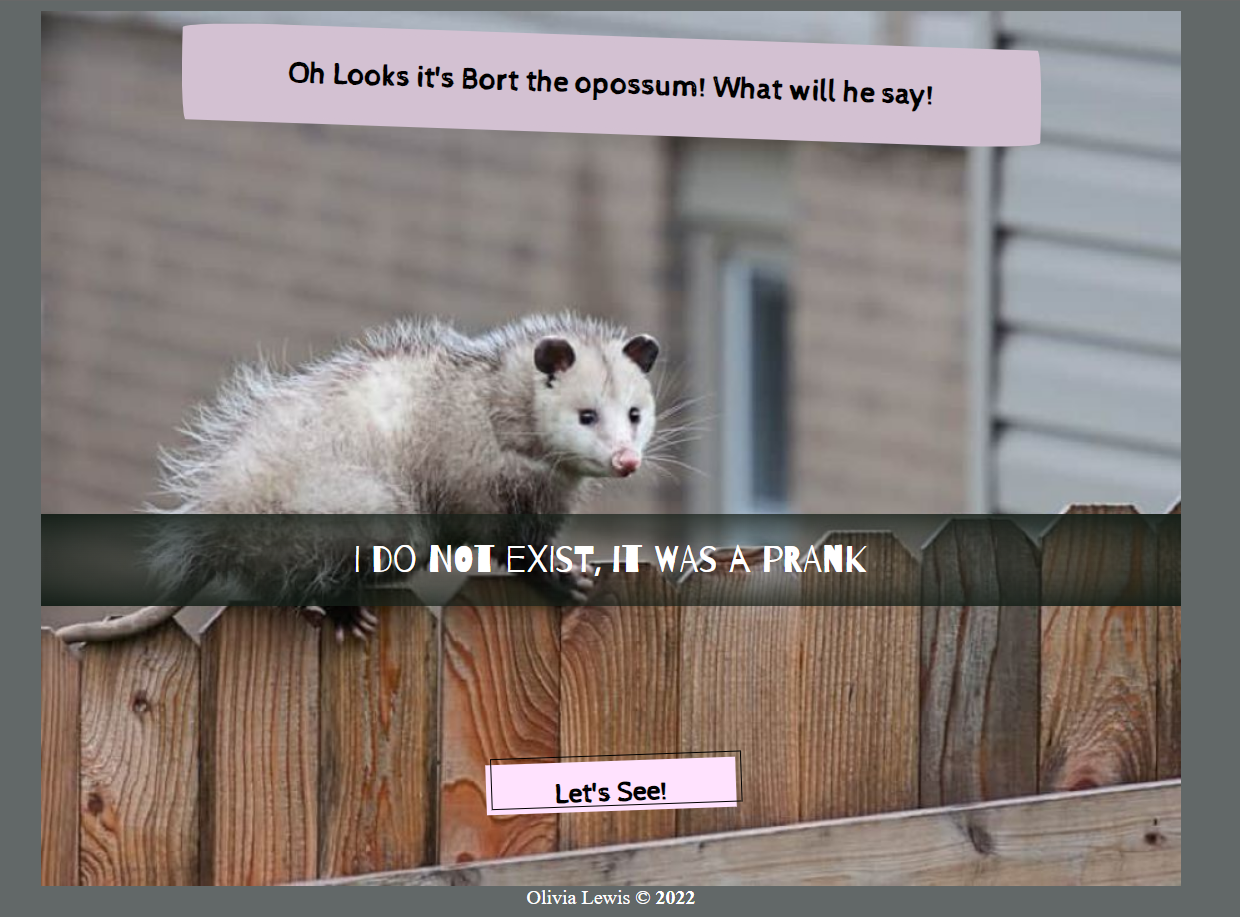 Oh Looks it's Bort the opossum! What will he say!
I DO NOT EXIST, IT WAS A PRANK
Let's See!
Olivia Lewis © 2022